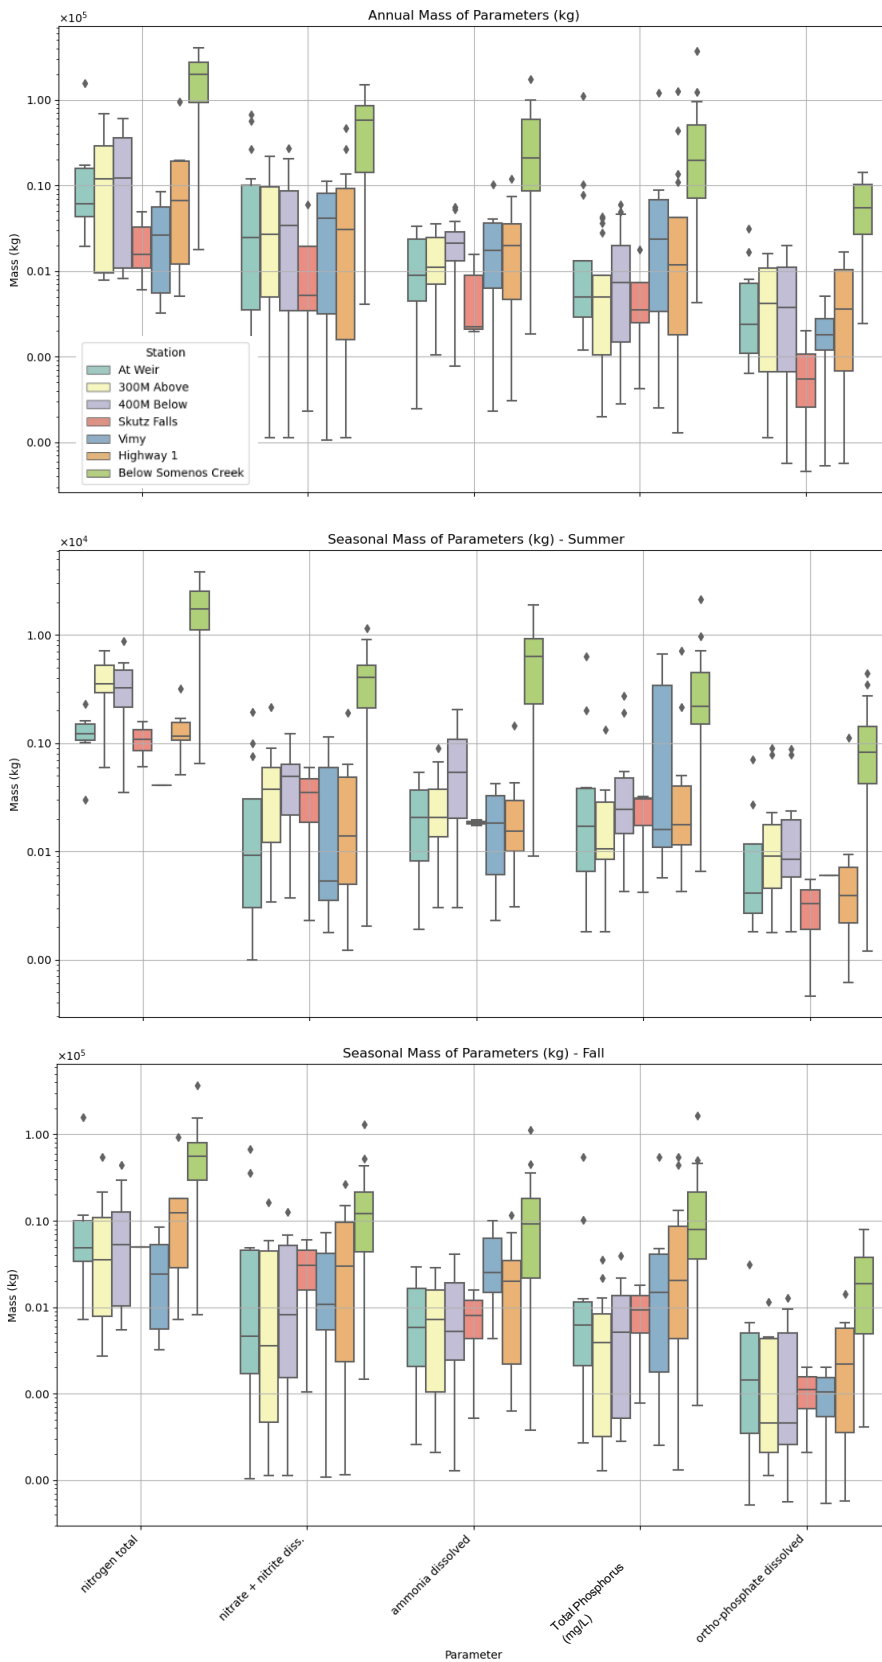 Annual Mass of Parameters (kg)
×10⁵
1.00
0.10
0.01
0.00
0.00
Mass (kg)
Station
At Weir
300M Above
400M Below
Skutz Falls
Vimy
Highway 1
Below Somenos Creek
Seasonal Mass of Parameters (kg) - Summer
×10⁴
1.00
0.10
0.01
0.00
Mass (kg)
Seasonal Mass of Parameters (kg) - Fall
×10⁵
1.00
0.10
0.01
0.00
0.00
Mass (kg)
nitrogen total
nitrate + nitrite diss.
ammonia dissolved
Total Phosphorus
(mg/L)
ortho-phosphate dissolved
Parameter